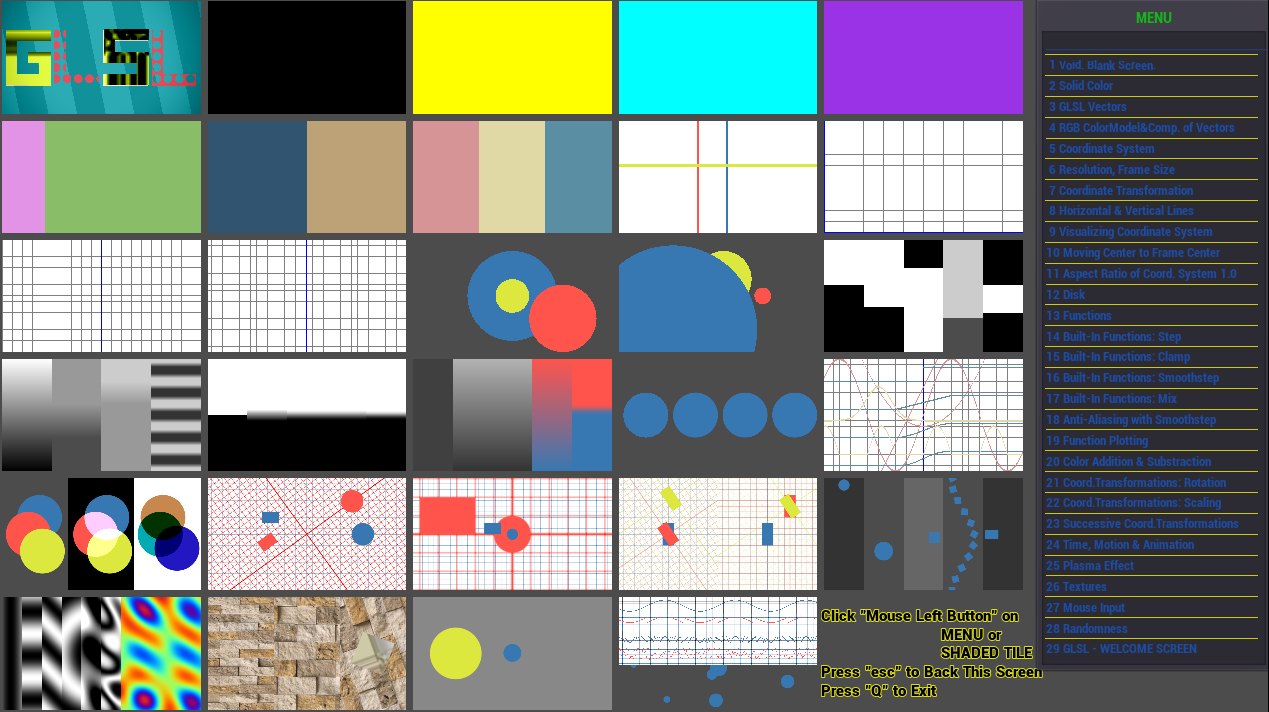 GLSL
MENU
1 Void. Blank Screen.
2 Solid Color
3 GLSL Vectors
4 RGB ColorModel&Comp. of Vectors
5 Coordinate System
6 Resolution, Frame Size
7 Coordinate Transformation
8 Horizontal & Vertical Lines
9 Visualizing Coordinate System
10 Moving Center to Frame Center
11 Aspect Ratio of Coord. System 1.0
12 Disk
13 Functions
14 Built-In Functions: Step
15 Built-In Functions: Clamp
16 Built-In Functions: Smoothstep
17 Built-In Functions: Mix
18 Anti-Aliasing with Smoothstep
19 Function Plotting
20 Color Addition & Substraction
21 Coord.Transformations: Rotation
22 Coord.Transformations: Scaling
23 Successive Coord.Transformations
24 Time, Motion & Animation
25 Plasma Effect
26 Textures
27 Mouse Input
28 Randomness
29 GLSL - WELCOME SCREEN
Click "Mouse Left Button" on
MENU or
SHADED TILE
Press "esc" to Back This Screen
Press "Q" to Exit